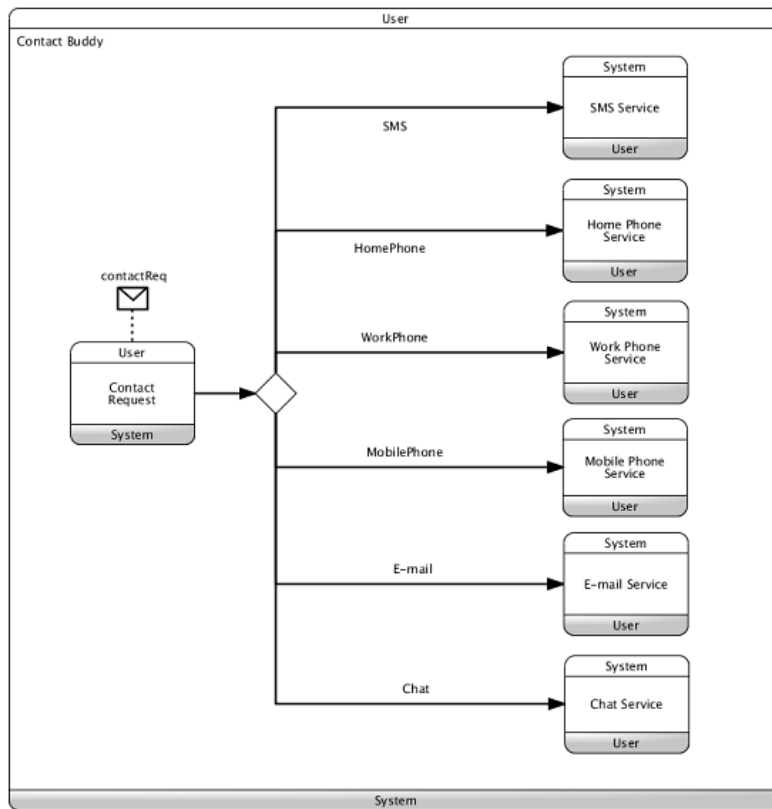 User
Contact Buddy
System
SMS Service
User
SMS
System
Home Phone
Service
User
HomePhone
contactReq
User
Contact
Request
System
System
Work Phone
Service
User
WorkPhone
System
Mobile Phone
Service
User
MobilePhone
System
E-mail Service
User
E-mail
System
Chat Service
User
Chat
System